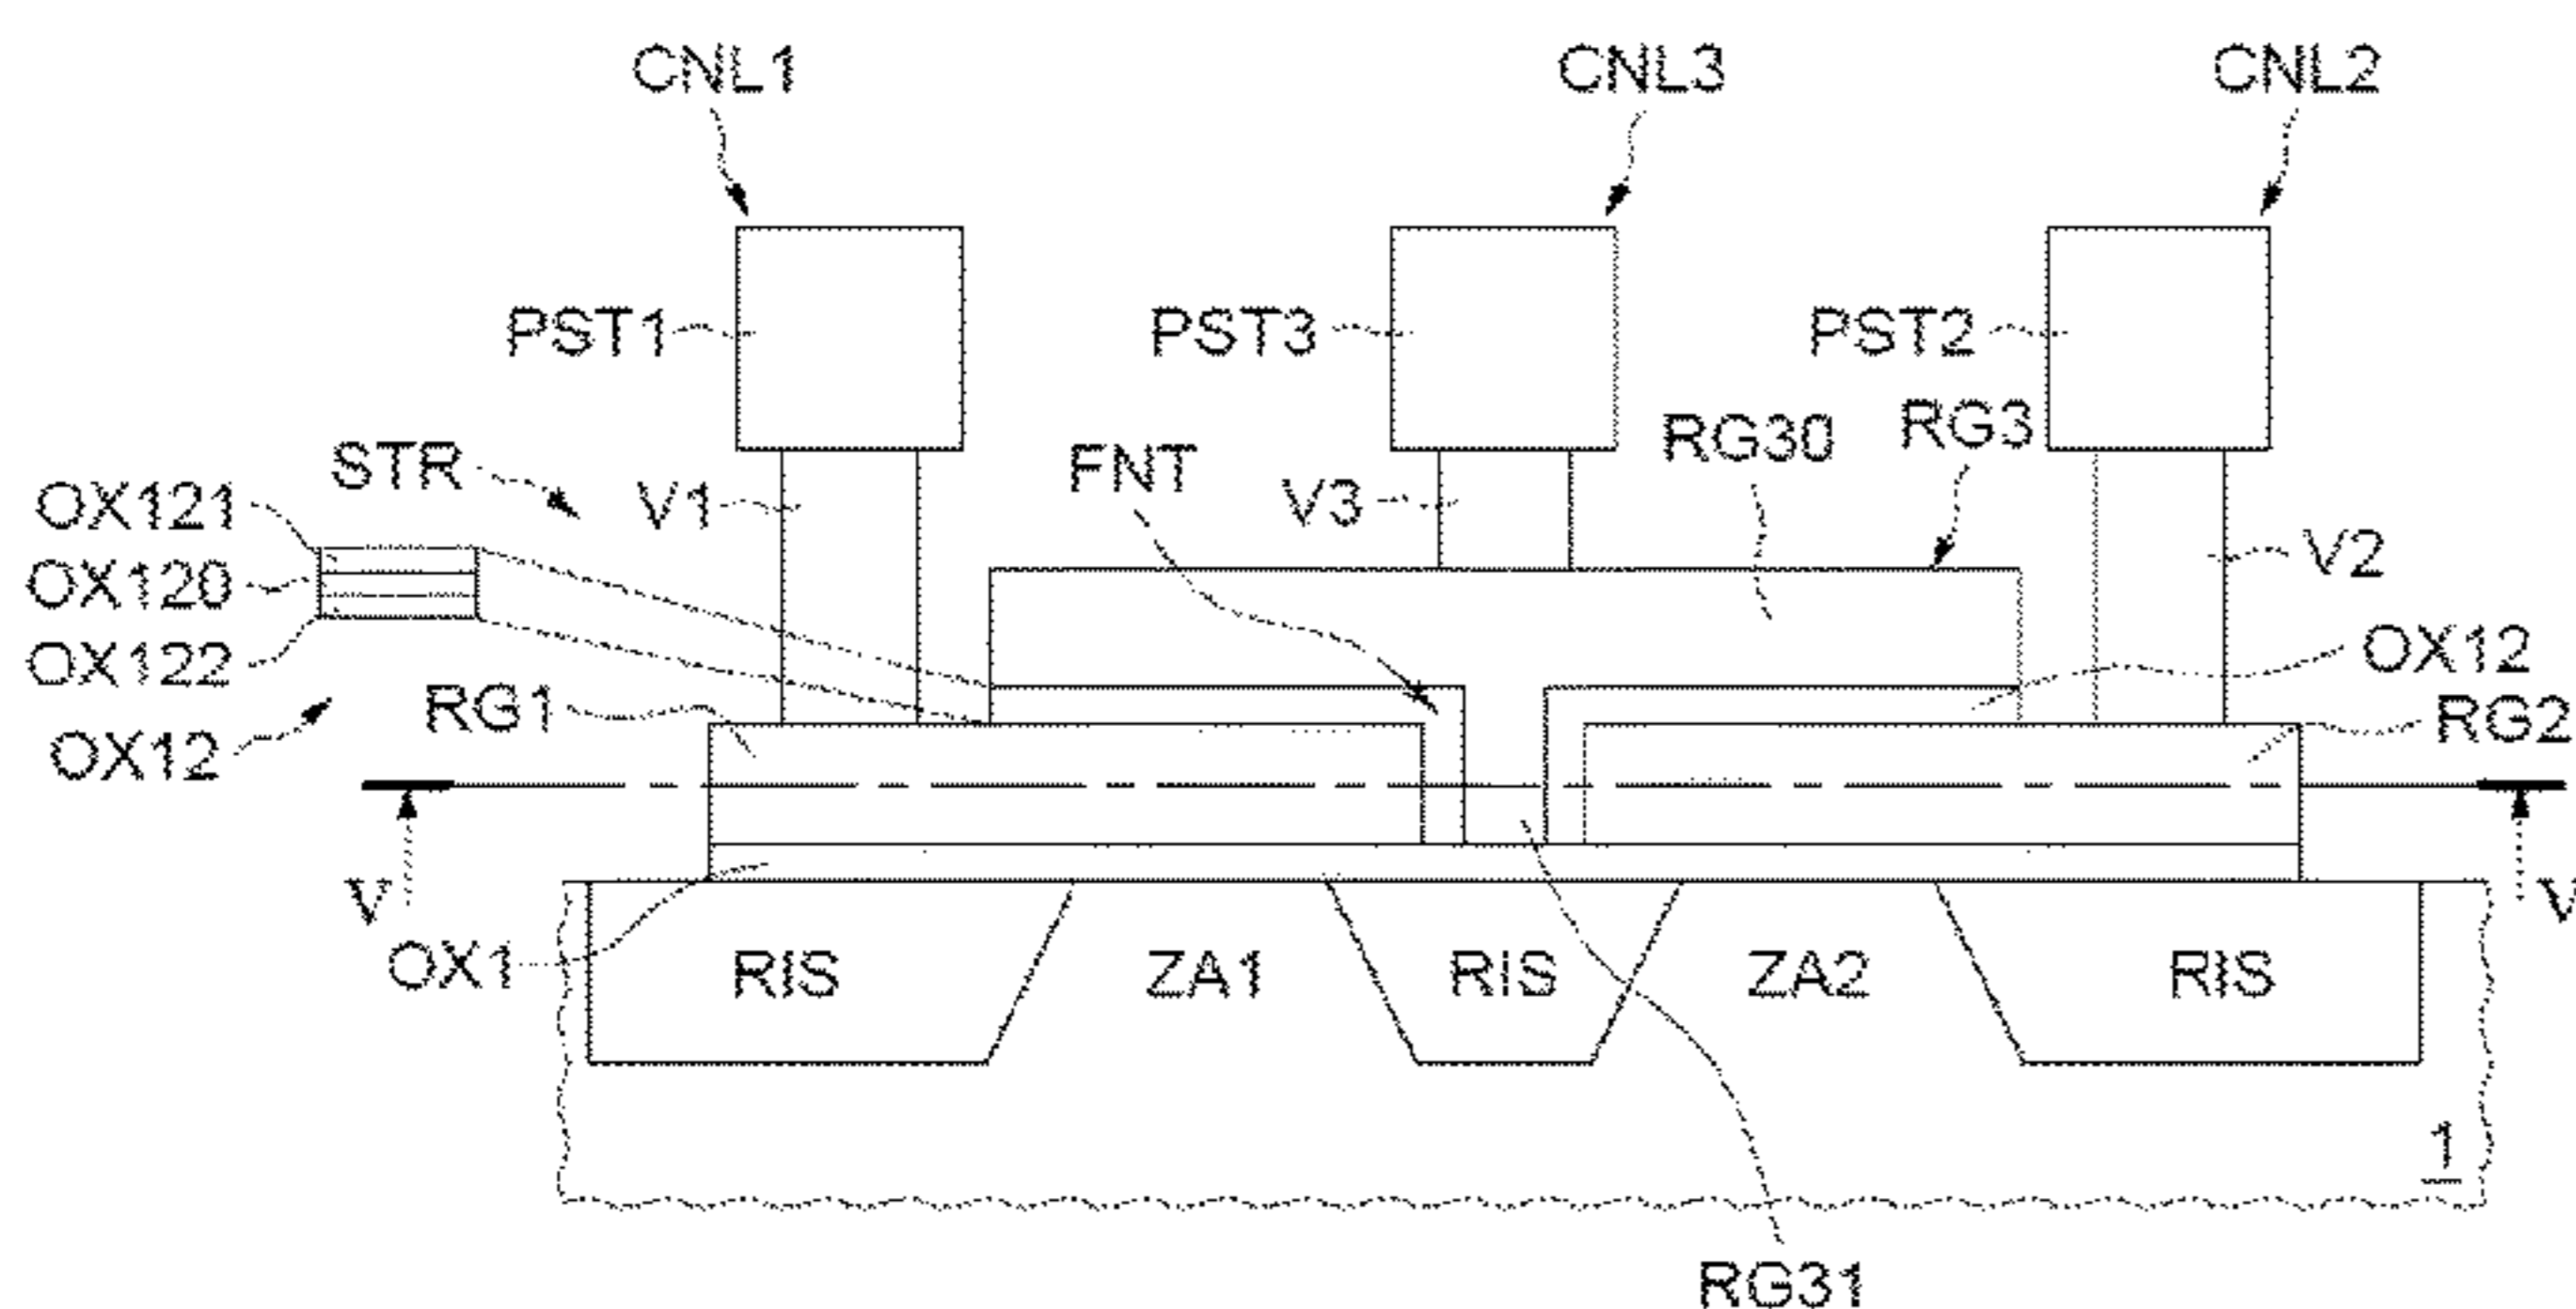 CNL1 CNL3 CNL2
PST1 PST3 PST2
STR FNT RG30 RG3
OX121 V1 V3 V2
OX120
OX122 OX12
RG1 RG2
OX12
V V
OX1 RIS ZA1 RIS ZA2 RIS
1
RG31